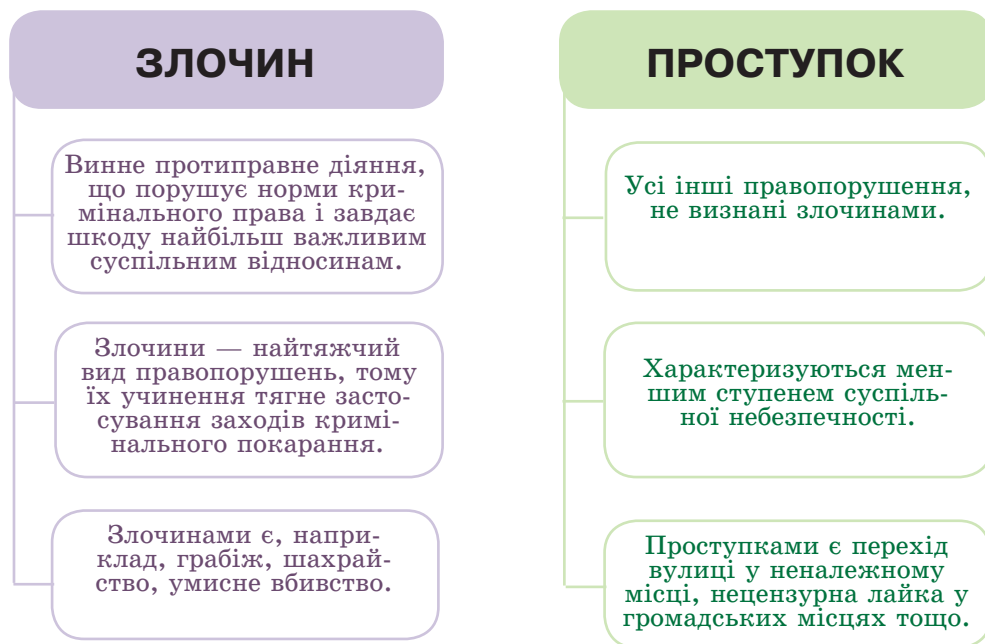 ЗЛОЧИН
Винне протиправне діяння,
що порушує норми кри-
мінального права і завдає
шкоду найбільш важливим
суспільним відносинам.
Злочини — найтяжчий
вид правопорушень, тому
їх учинення тягне засто-
сування заходів кримі-
нального покарання.
Злочинами є, напри-
клад, грабіж, шахрай-
ство, умисне вбивство.
ПРОСТУПОК
Усі інші правопорушення,
не визнані злочинами.
Характеризуються мен-
шим ступенем суспіль-
ної небезпечності.
Проступками є перехід
вулиці у неналежному
місці, нецензурна лайка у
громадських місцях тощо.